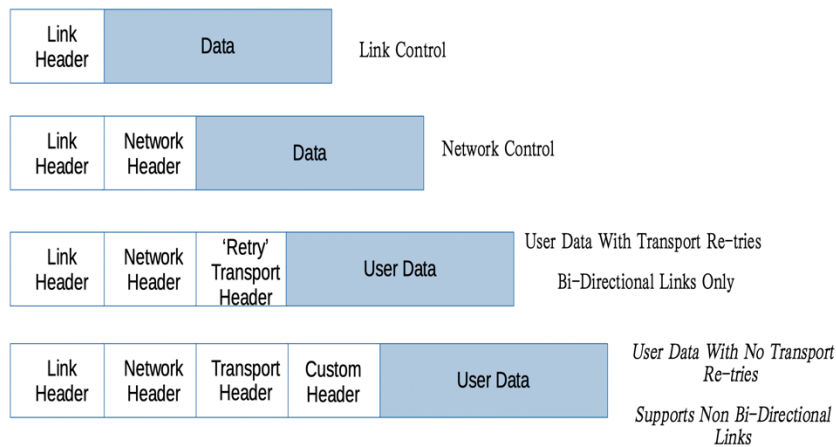 Link
Header
Data
Link Control
Link
Header
Network
Header
Data
Network Control
Link
Header
Network
Header
‘Retry’
Transport
Header
User Data
User Data With Transport Re-tries
Bi-Directional Links Only
Link
Header
Network
Header
Transport
Header
Custom
Header
User Data
User Data With No Transport
Re-tries
Supports Non Bi-Directional
Links